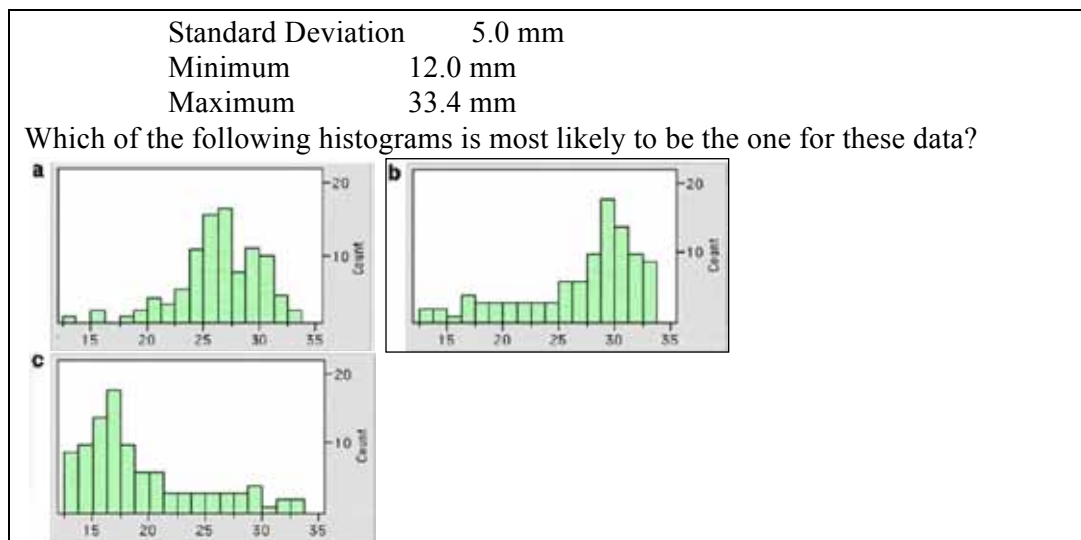 Standard Deviation 5.0 mm
Minimum 12.0 mm
Maximum 33.4 mm
Which of the following histograms is most likely to be the one for these data?
a
20
10
Count
15 20 25 30 35
b
20
10
Count
15 20 25 30 35
c
20
10
Count
15 20 25 30 35